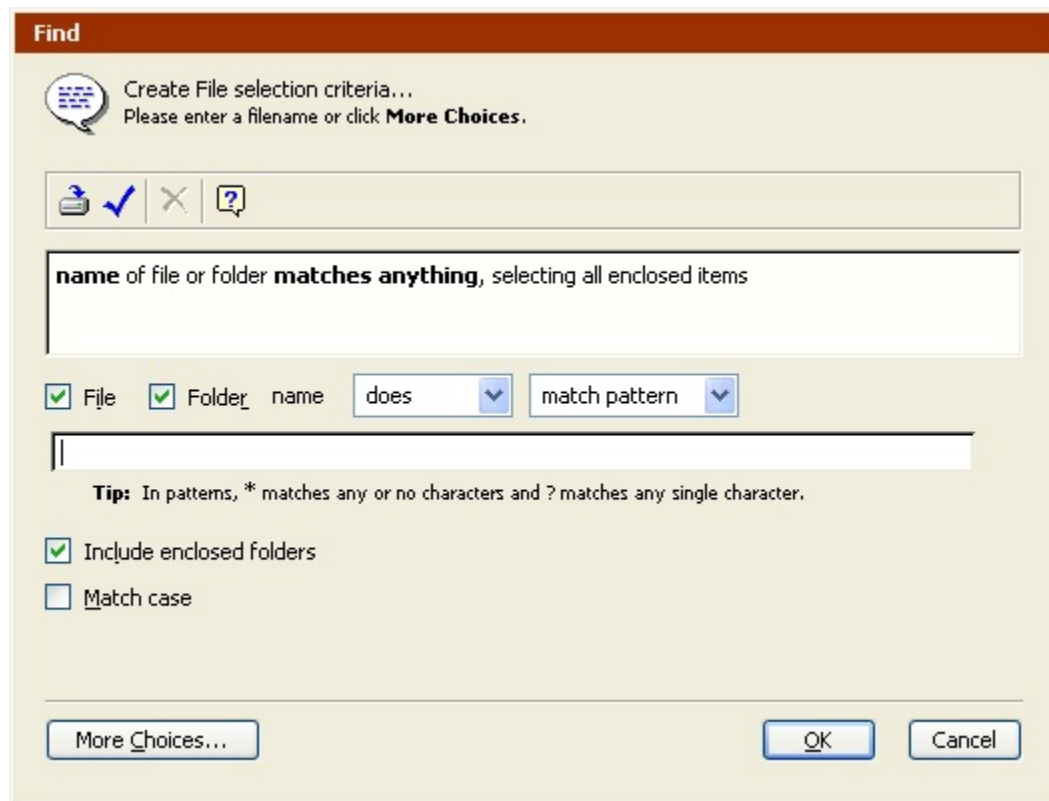 Find
Create File selection criteria...
Please enter a filename or click More Choices.
?
name of file or folder matches anything, selecting all enclosed items
File Folder name does match pattern
Tip: In patterns, * matches any or no characters and ? matches any single character.
Include enclosed folders
Match case
More Choices... OK Cancel